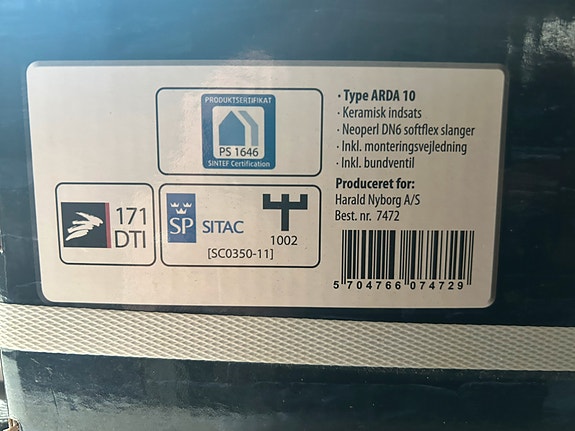 PRODUKTSERTIFIKAT
PS 1646
SINTEF Certification
171
DTI
SP
SITAC
1002
[SC0350-11]
· Type ARDA 10
· Keramisk indsats
· Neoperl DN6 softflex slanger
· Inkl. monteringsvejledning
· Inkl. bundventil
Produceret for:
Harald Nyborg A/S
Best. nr. 7472
5 704766 074729